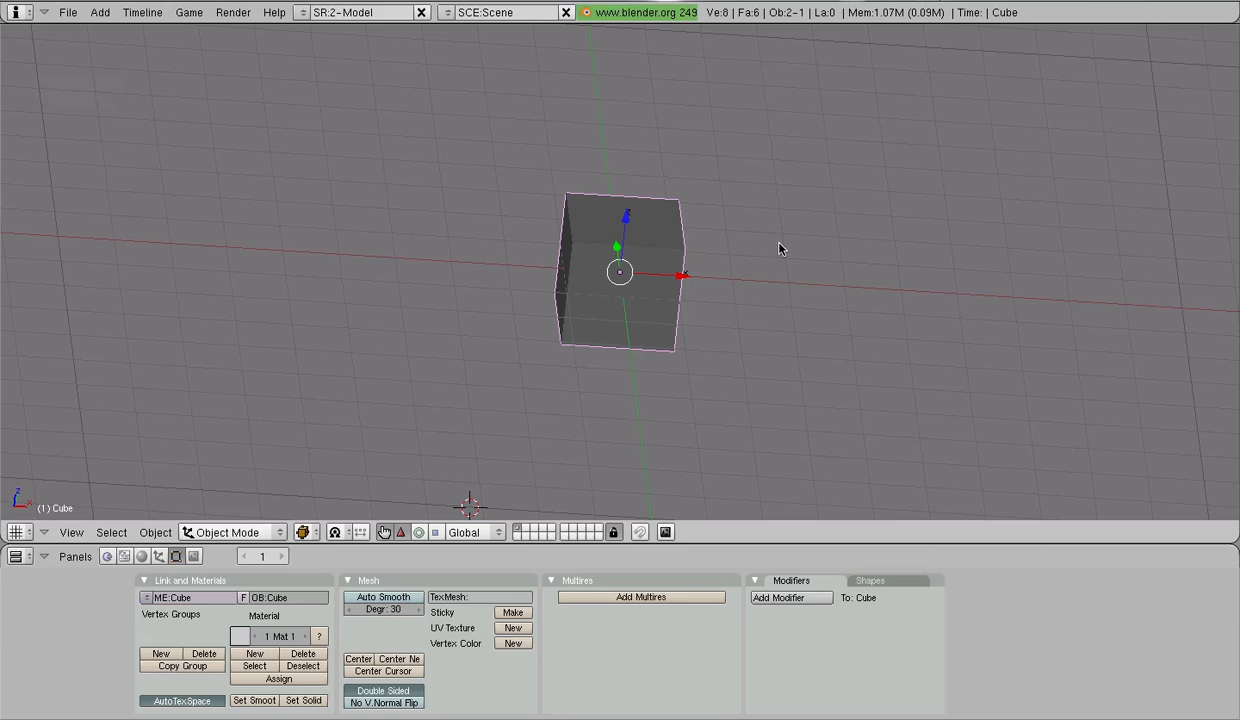 File Add Timeline Game Render Help SR:2-Model SCE:Scene www.blender.org 249 Ve:8 | Fa:6 | Ob:2-1 | La:0 | Mem:1.07M (0.09M) | Time: | Cube
z
x
z
x
(1) Cube
View Select Object Object Mode Global
Panels 1
Link and Materials Mesh Multires Modifiers Shapes
ME:Cube F OB:Cube Auto Smooth TexMesh: Add Multires Add Modifier To: Cube
Degr: 30
Vertex Groups Material Sticky Make
UV Texture New
1 Mat 1 ?
Vertex Color New
New Delete New Delete Center Center Ne
Copy Group Select Deselect Center Cursor
Assign
Double Sided
AutoTexSpace Set Smoot Set Solid No V.Normal Flip